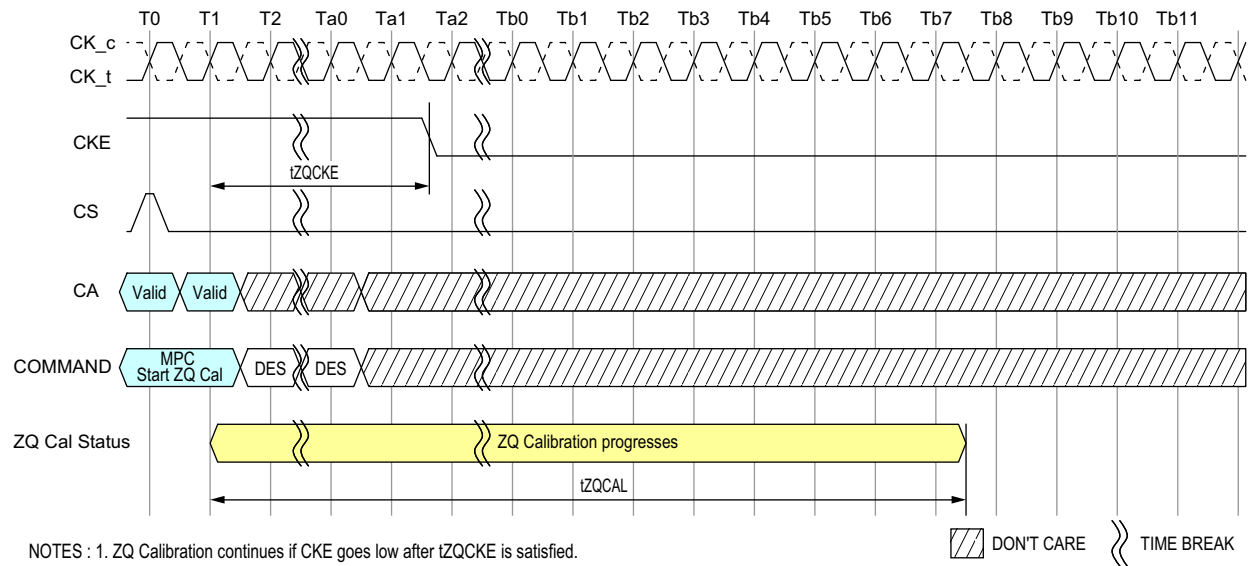 T0 T1 T2 Ta0 Ta1 Ta2 Tb0 Tb1 Tb2 Tb3 Tb4 Tb5 Tb6 Tb7 Tb8 Tb9 Tb10 Tb11
CK_c
CK_t
CKE
tZQCKE
CS
CA Valid Valid
COMMAND MPC Start ZQ Cal DES DES
ZQ Cal Status ZQ Calibration progresses
tZQCAL
NOTES : 1. ZQ Calibration continues if CKE goes low after tZQCKE is satisfied.
DON'T CARE TIME BREAK